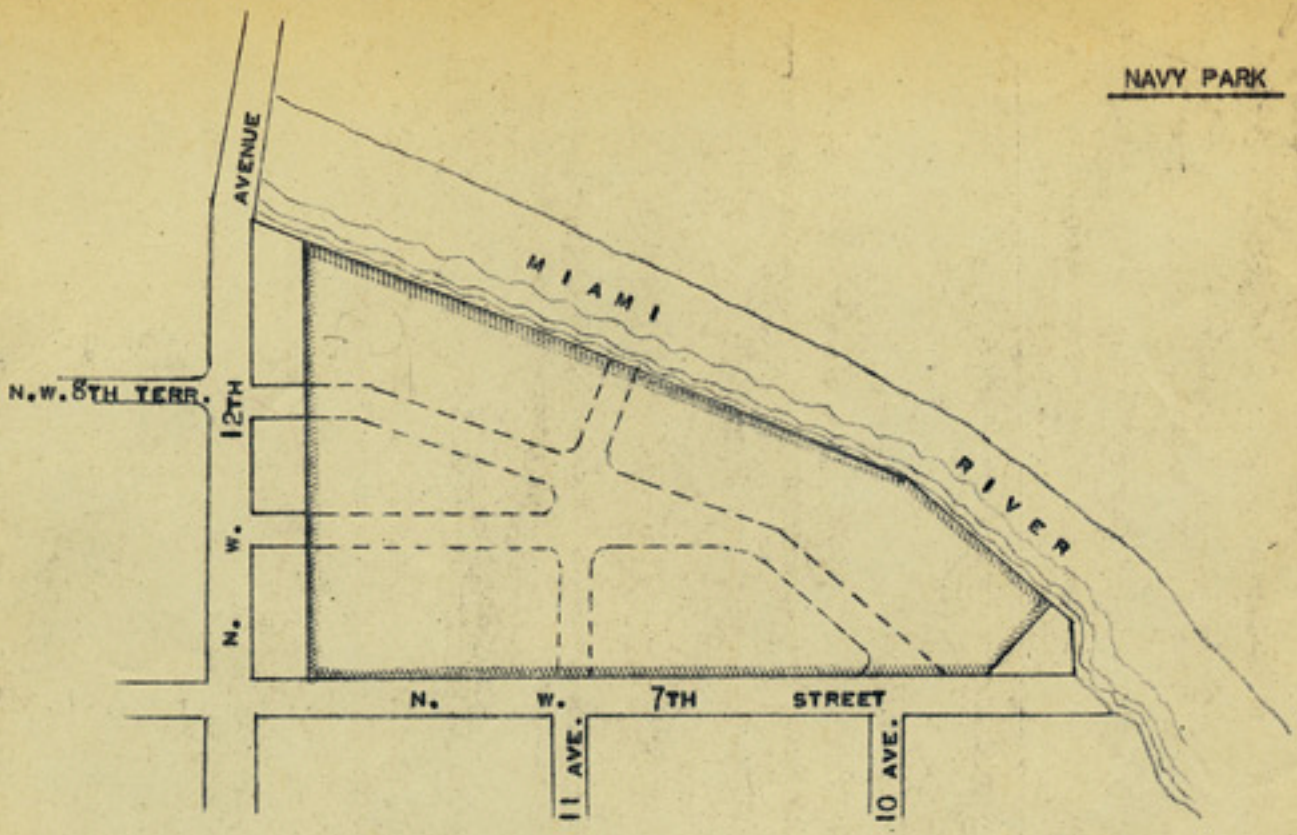 NAVY PARK
AVENUE
MIAMI
N.W. 8TH TERR.
12TH
RIVER
W.
N.
N. W. 7TH STREET
11 AVE.
10 AVE.